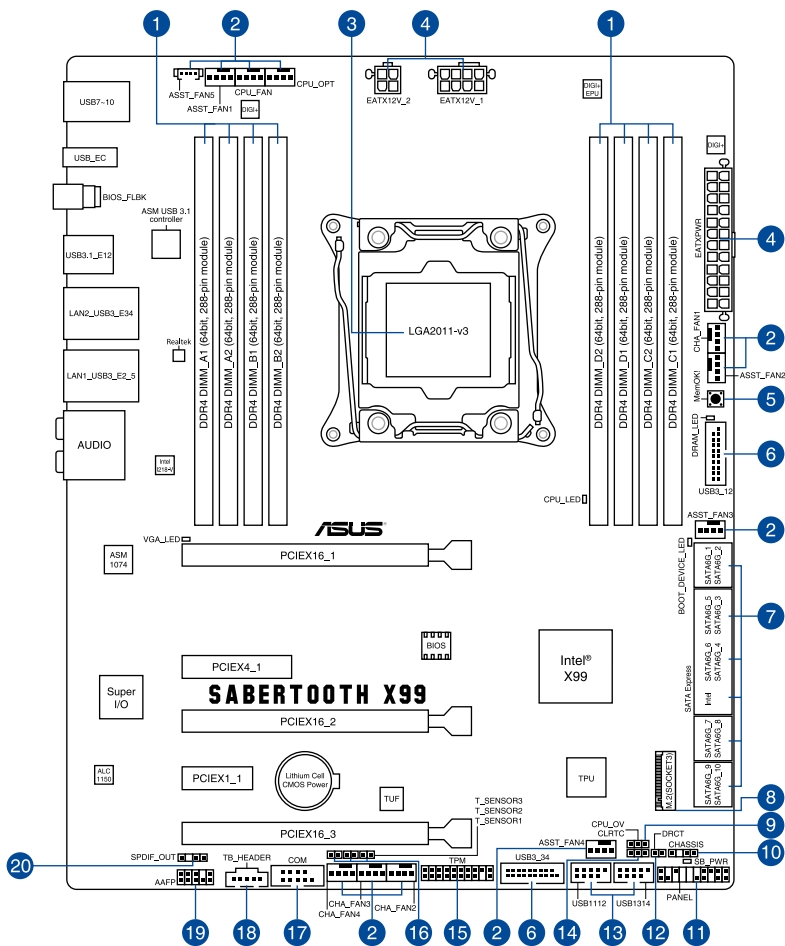 1
2
3
4
1
ASST_FAN5
CPU_FAN
CPU_OPT
ASST_FAN1
DIGI+
EATX12V_2
EATX12V_1
DIGI+
EPU
DIGI+
USB7~10
USB_EC
BIOS_FLBK
ASM USB 3.1
controller
USB3.1_E12
LAN2_USB3_E34
Realtek
LAN1_USB3_E2_5
AUDIO
Intel
I218-V
DDR4 DIMM_A1 (64bit, 288-pin module)
DDR4 DIMM_A2 (64bit, 288-pin module)
DDR4 DIMM_B1 (64bit, 288-pin module)
DDR4 DIMM_B2 (64bit, 288-pin module)
LGA2011-v3
DDR4 DIMM_D2 (64bit, 288-pin module)
DDR4 DIMM_D1 (64bit, 288-pin module)
DDR4 DIMM_C2 (64bit, 288-pin module)
DDR4 DIMM_C1 (64bit, 288-pin module)
EATXPWR
4
CHA_FAN1
2
ASST_FAN2
MemOK!
5
DRAM_LED
6
USB3_12
CPU_LED
ASST_FAN3
2
ASUS
VGA_LED
PCIEX16_1
ASM
1074
BOOT_DEVICE_LED
SATA6G_1
SATA6G_2
SATA6G_5
SATA6G_3
7
SATA6G_6
SATA6G_4
SATA Express
Intel
SATA6G_7
SATA6G_8
SATA6G_9
SATA6G_10
BIOS
Intel®
X99
PCIEX4_1
Super
I/O
SABERTOOTH X99
PCIEX16_2
ALC
1150
PCIEX1_1
Lithium Cell
CMOS Power
TUF
TPU
M.2(SOCKET3)
8
T_SENSOR3
T_SENSOR2
T_SENSOR1
PCIEX16_3
CPU_OV
CLRTC
9
DRCT
CHASSIS
10
ASST_FAN4
SPDIF_OUT
20
TB_HEADER
COM
TPM
USB3_34
SB_PWR
AAFP
CHA_FAN3
CHA_FAN4
CHA_FAN2
USB1112
USB1314
PANEL
19
18
17
2
16
15
2
6
14
13
12
11